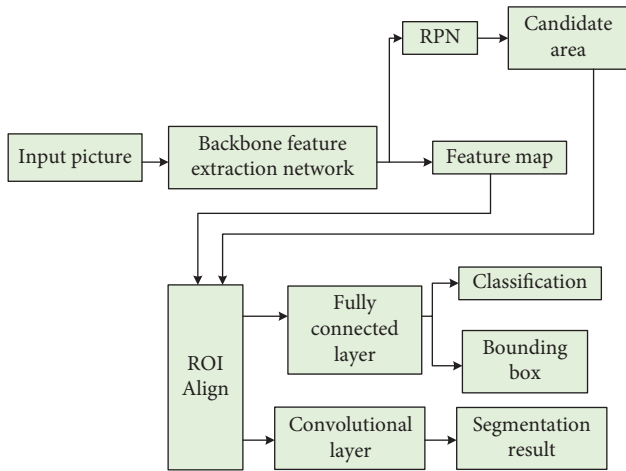 RPN
Candidate
area
Input picture
Backbone feature
extraction network
Feature map
ROI
Align
Fully
connected
layer
Classification
Bounding
box
Convolutional
layer
Segmentation
result